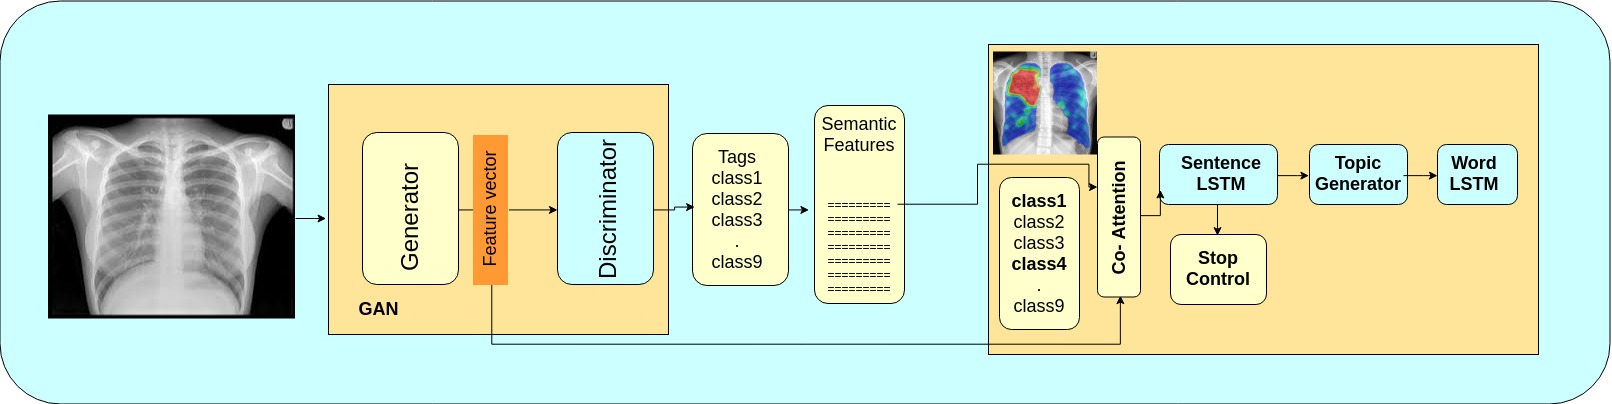 Generator
Feature vector
Discriminator
GAN
Tags
class1
class2
class3
.
class9
Semantic
Features
=========
=========
=========
=========
=========
=========
=========
class1
class2
class3
class4
.
class9
Co- Attention
Sentence
LSTM
Stop
Control
Topic
Generator
Word
LSTM